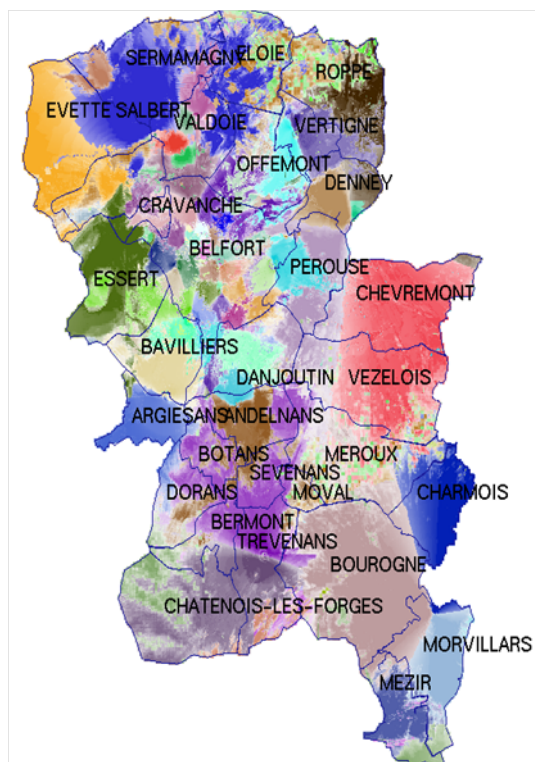 SERMAMAGNY
ELOIE
ROPPE
EVETTE SALBERT
VALDOIE
VERTIGNE
OFFEMONT
DENNEY
CRAVANCHE
BELFORT
PEROUSE
ESSERT
CHEVREMONT
BAVILLIERS
DANJOUTIN
VEZELOIS
ARGIESANS
ANDELNANS
BOTANS
MEROUX
SEVENANS
DORANS
MOVAL
CHARMOIS
BERMONT
TREVENANS
BOUROGNE
CHATENOIS-LES-FORGES
MORVILLARS
MEZIR